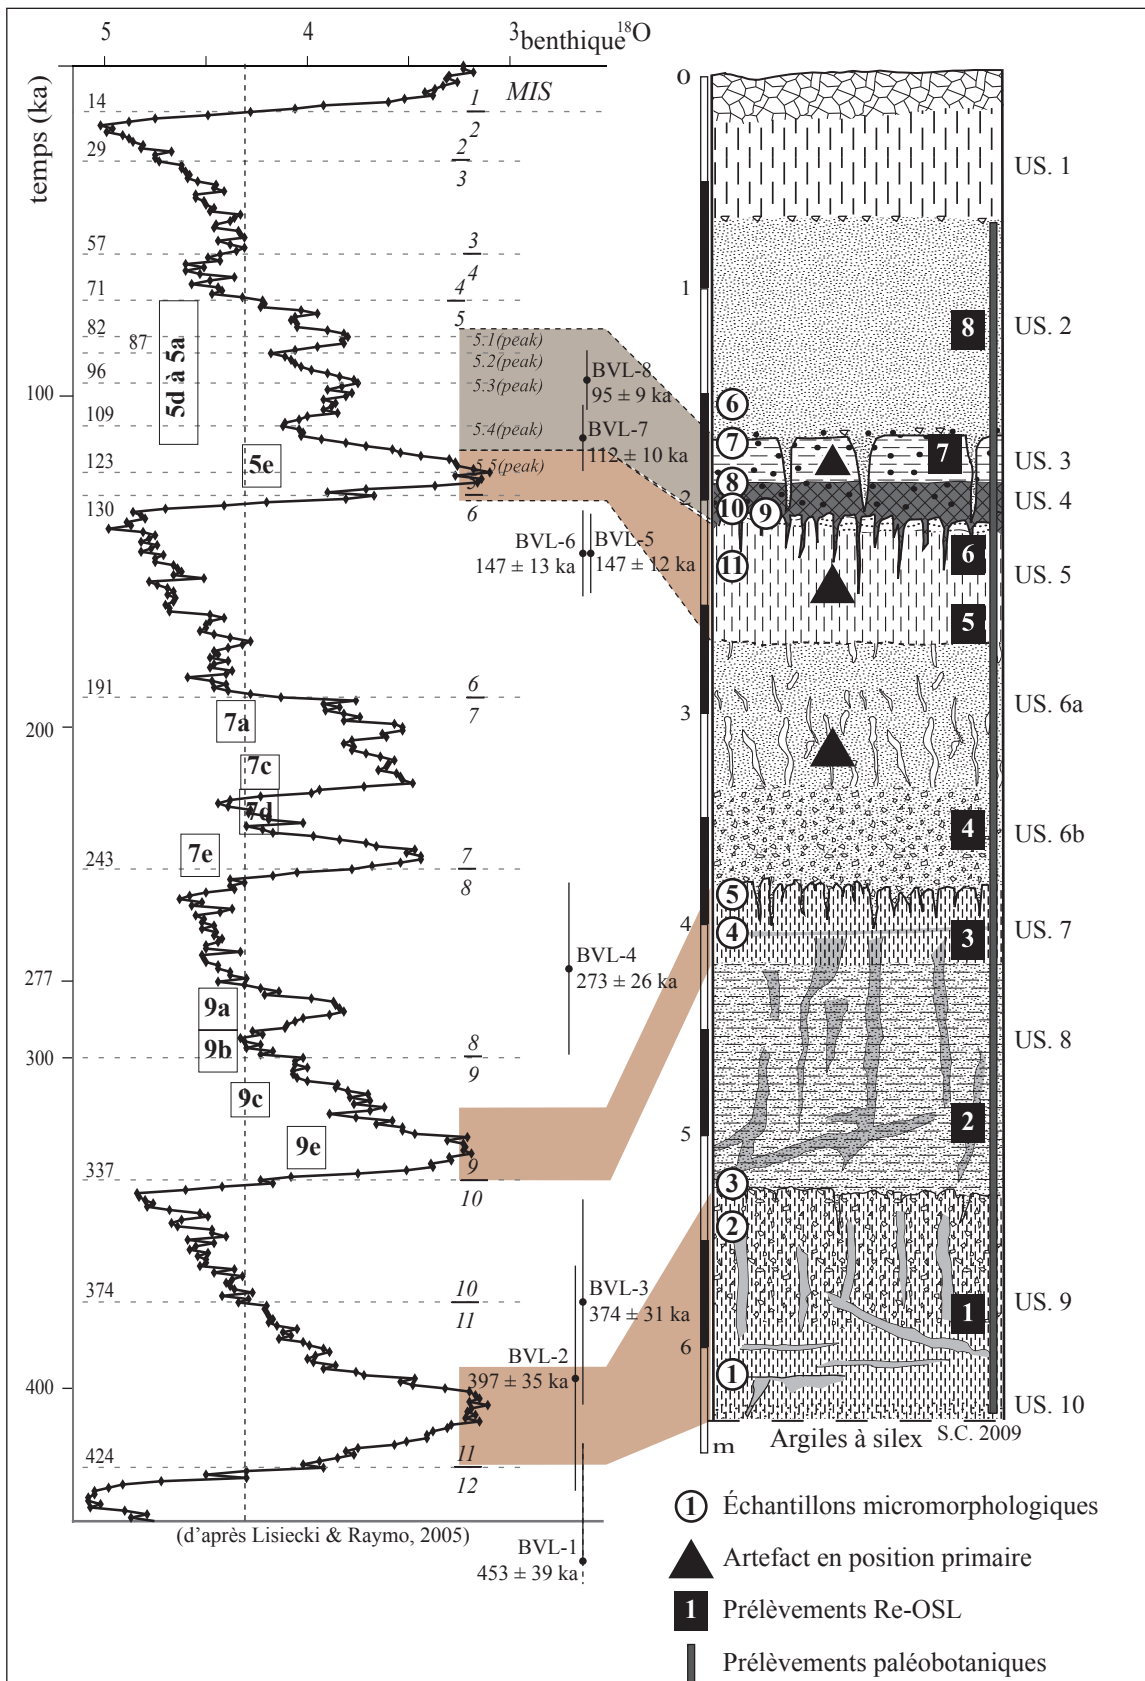 5 4 3 benthique 18O
MIS
temps (ka)
14
29
57
71
82
87
96
100
109
123
130
191
200
243
277
300
337
374
400
424
1
2
2
3
3
4
4
5
5.1(peak)
5.2(peak)
5.3(peak)
5.4(peak)
5.5(peak)
5
6
6
7
7
8
8
9
9
10
10
11
11
12
5d à 5a
5e
7a
7c
7d
7e
9a
9b
9c
9e
BVL-8
95 ± 9 ka
BVL-7
112 ± 10 ka
BVL-6 BVL-5
147 ± 13 ka 147 ± 12 ka
BVL-4
273 ± 26 ka
BVL-3
374 ± 31 ka
BVL-2
397 ± 35 ka
BVL-1
453 ± 39 ka
(d'après Lisiecki & Raymo, 2005)
0
1
2
3
4
5
6
m
US. 1
US. 2
US. 3
US. 4
US. 5
US. 6a
US. 6b
US. 7
US. 8
US. 9
US. 10
8
7
6
5
4
3
2
1
6
7
8
10 9
11
5
4
3
2
1
Argiles à silex S.C. 2009
1 Échantillons micromorphologiques
Artefact en position primaire
1 Prélèvements Re-OSL
Prélèvements paléobotaniques